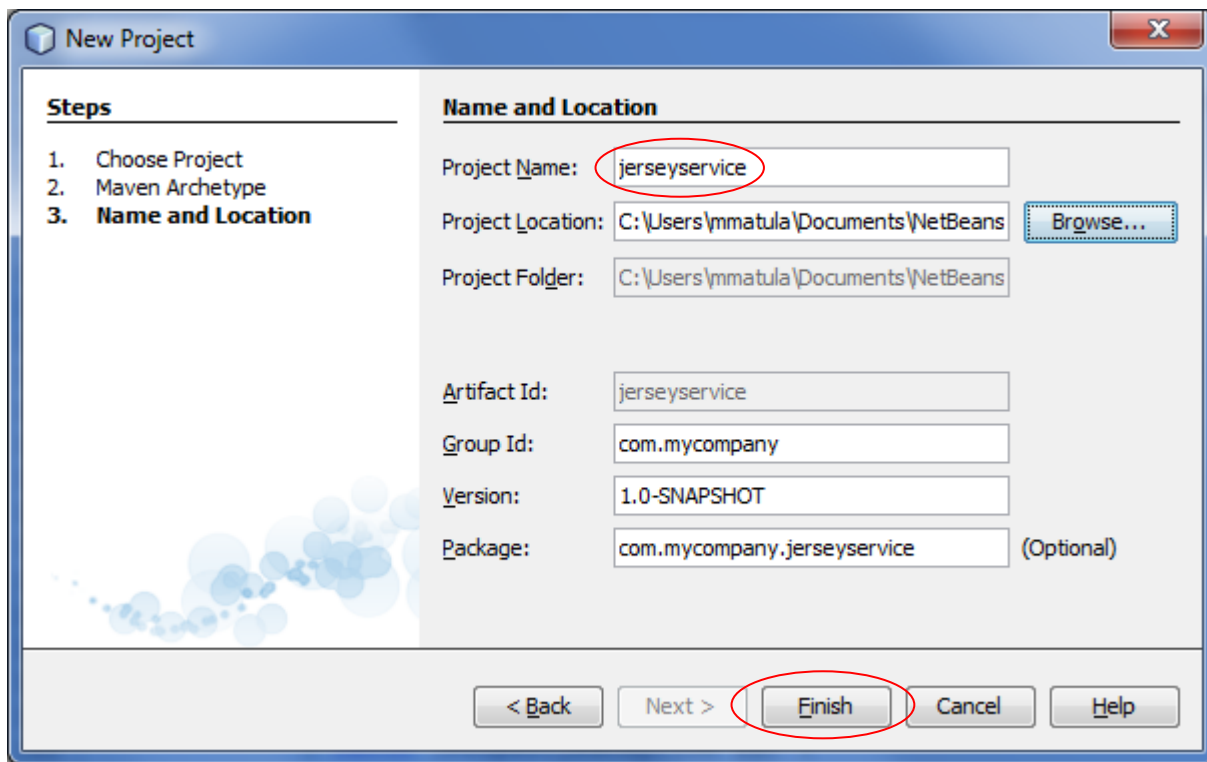 New Project
Steps
1. Choose Project
2. Maven Archetype
3. Name and Location
Name and Location
Project Name: jerseyservice
Project Location: C:\Users\mmatula\Documents\NetBeans Browse...
Project Folder: C:\Users\mmatula\Documents\NetBeans
Artifact Id: jerseyservice
Group Id: com.mycompany
Version: 1.0-SNAPSHOT
Package: com.mycompany.jerseyservice (Optional)
< Back Next > Finish Cancel Help